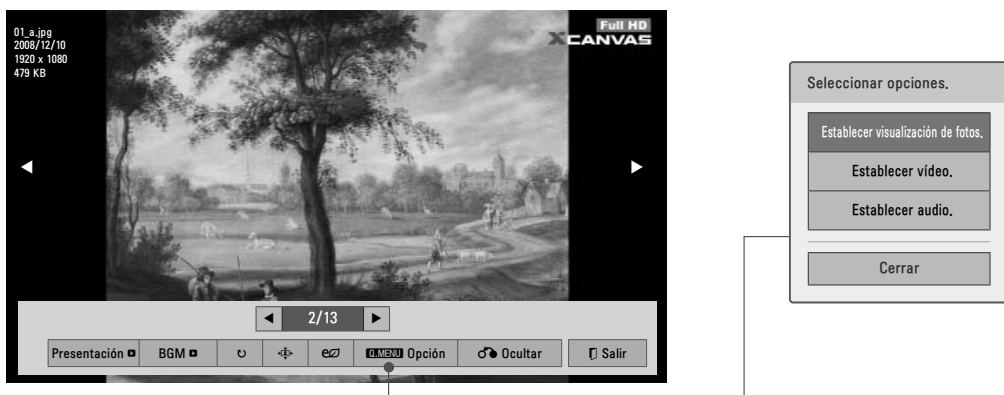 01_a.jpg
2008/12/10
1920 x 1080
479 KB
Full HD
XCANVAS
2/13
Presentación
BGM
Q.MENU Opción
Ocultar
Salir
Seleccionar opciones.
Establecer visualización de fotos.
Establecer vídeo.
Establecer audio.
Cerrar